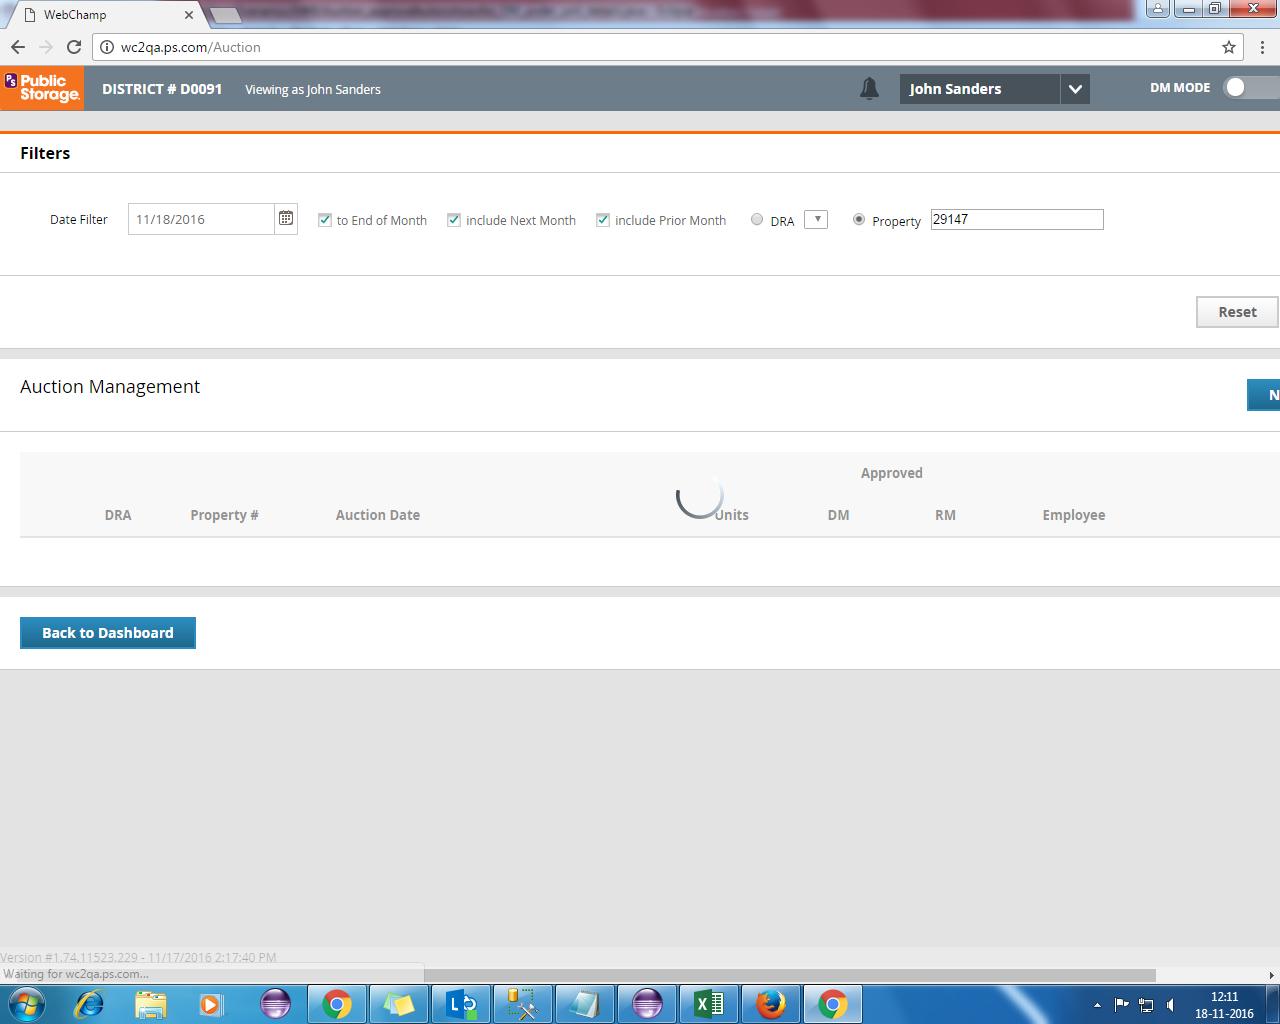 WebChamp
wc2qa.ps.com/Auction
PS Public Storage.
DISTRICT # D0091 Viewing as John Sanders John Sanders DM MODE
Filters
Date Filter 11/18/2016 to End of Month include Next Month include Prior Month DRA Property 29147
Reset
Auction Management
N
Approved
DRA Property # Auction Date Units DM RM Employee
Back to Dashboard
Version #1.74.11523.229 - 11/17/2016 2:17:40 PM
Waiting for wc2qa.ps.com...
12:11
18-11-2016